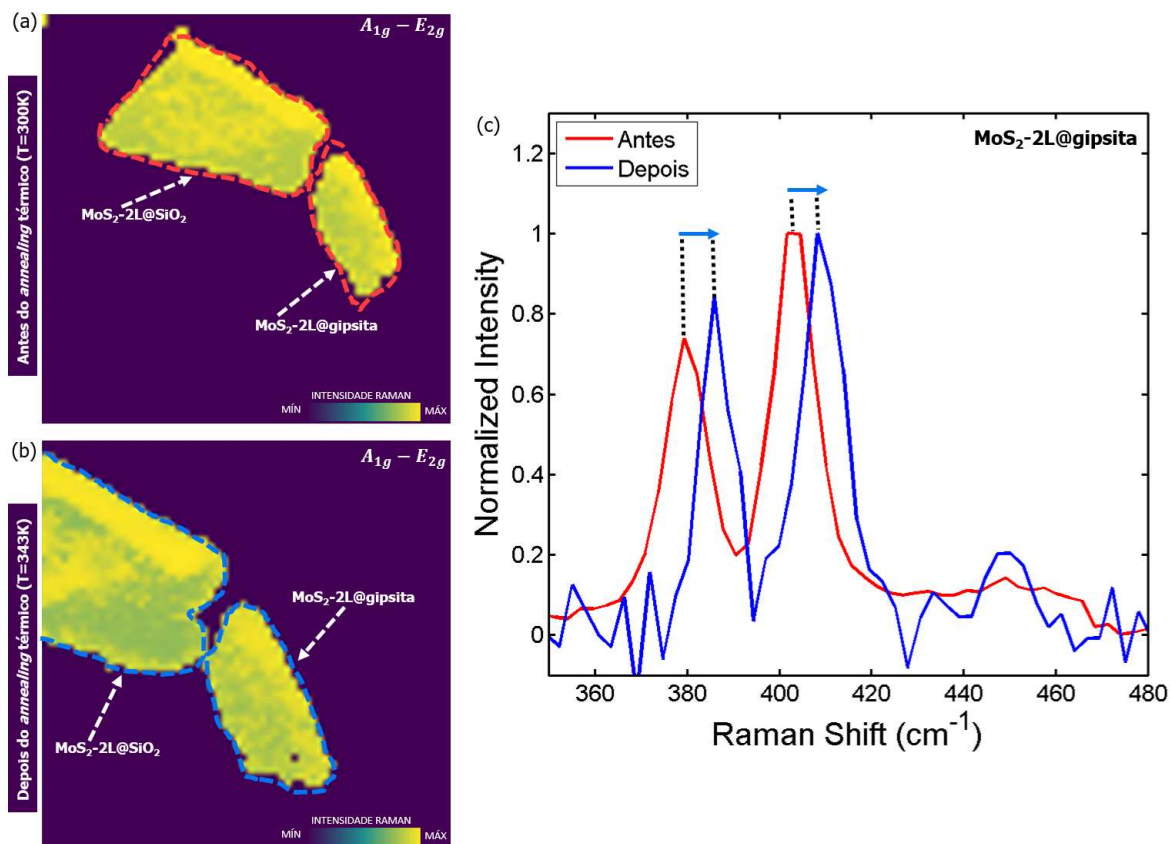 (a)
A₁g – E₂g
Antes do annealing térmico (T=300K)
MoS₂-2L@SiO₂
MoS₂-2L@gipsita
INTENSIDADE RAMAN
MÍN MÁX
(b)
A₁g – E₂g
Depois do annealing térmico (T=343K)
MoS₂-2L@gipsita
MoS₂-2L@SiO₂
INTENSIDADE RAMAN
MÍN MÁX
(c)
Antes
Depois
MoS₂-2L@gipsita
Normalized Intensity
1.2
1
0.8
0.6
0.4
0.2
0
360 380 400 420 440 460 480
Raman Shift (cm⁻¹)